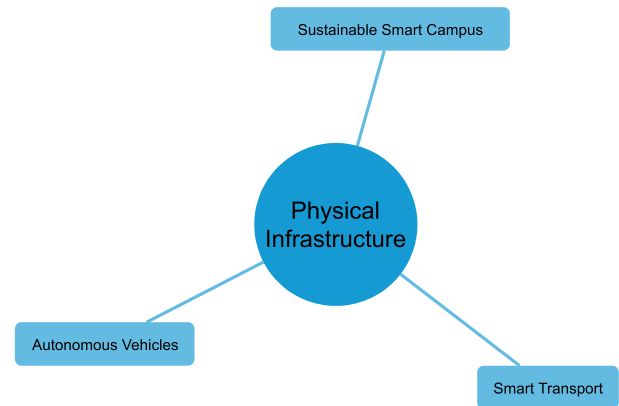 Sustainable Smart Campus
Physical
Infrastructure
Autonomous Vehicles
Smart Transport